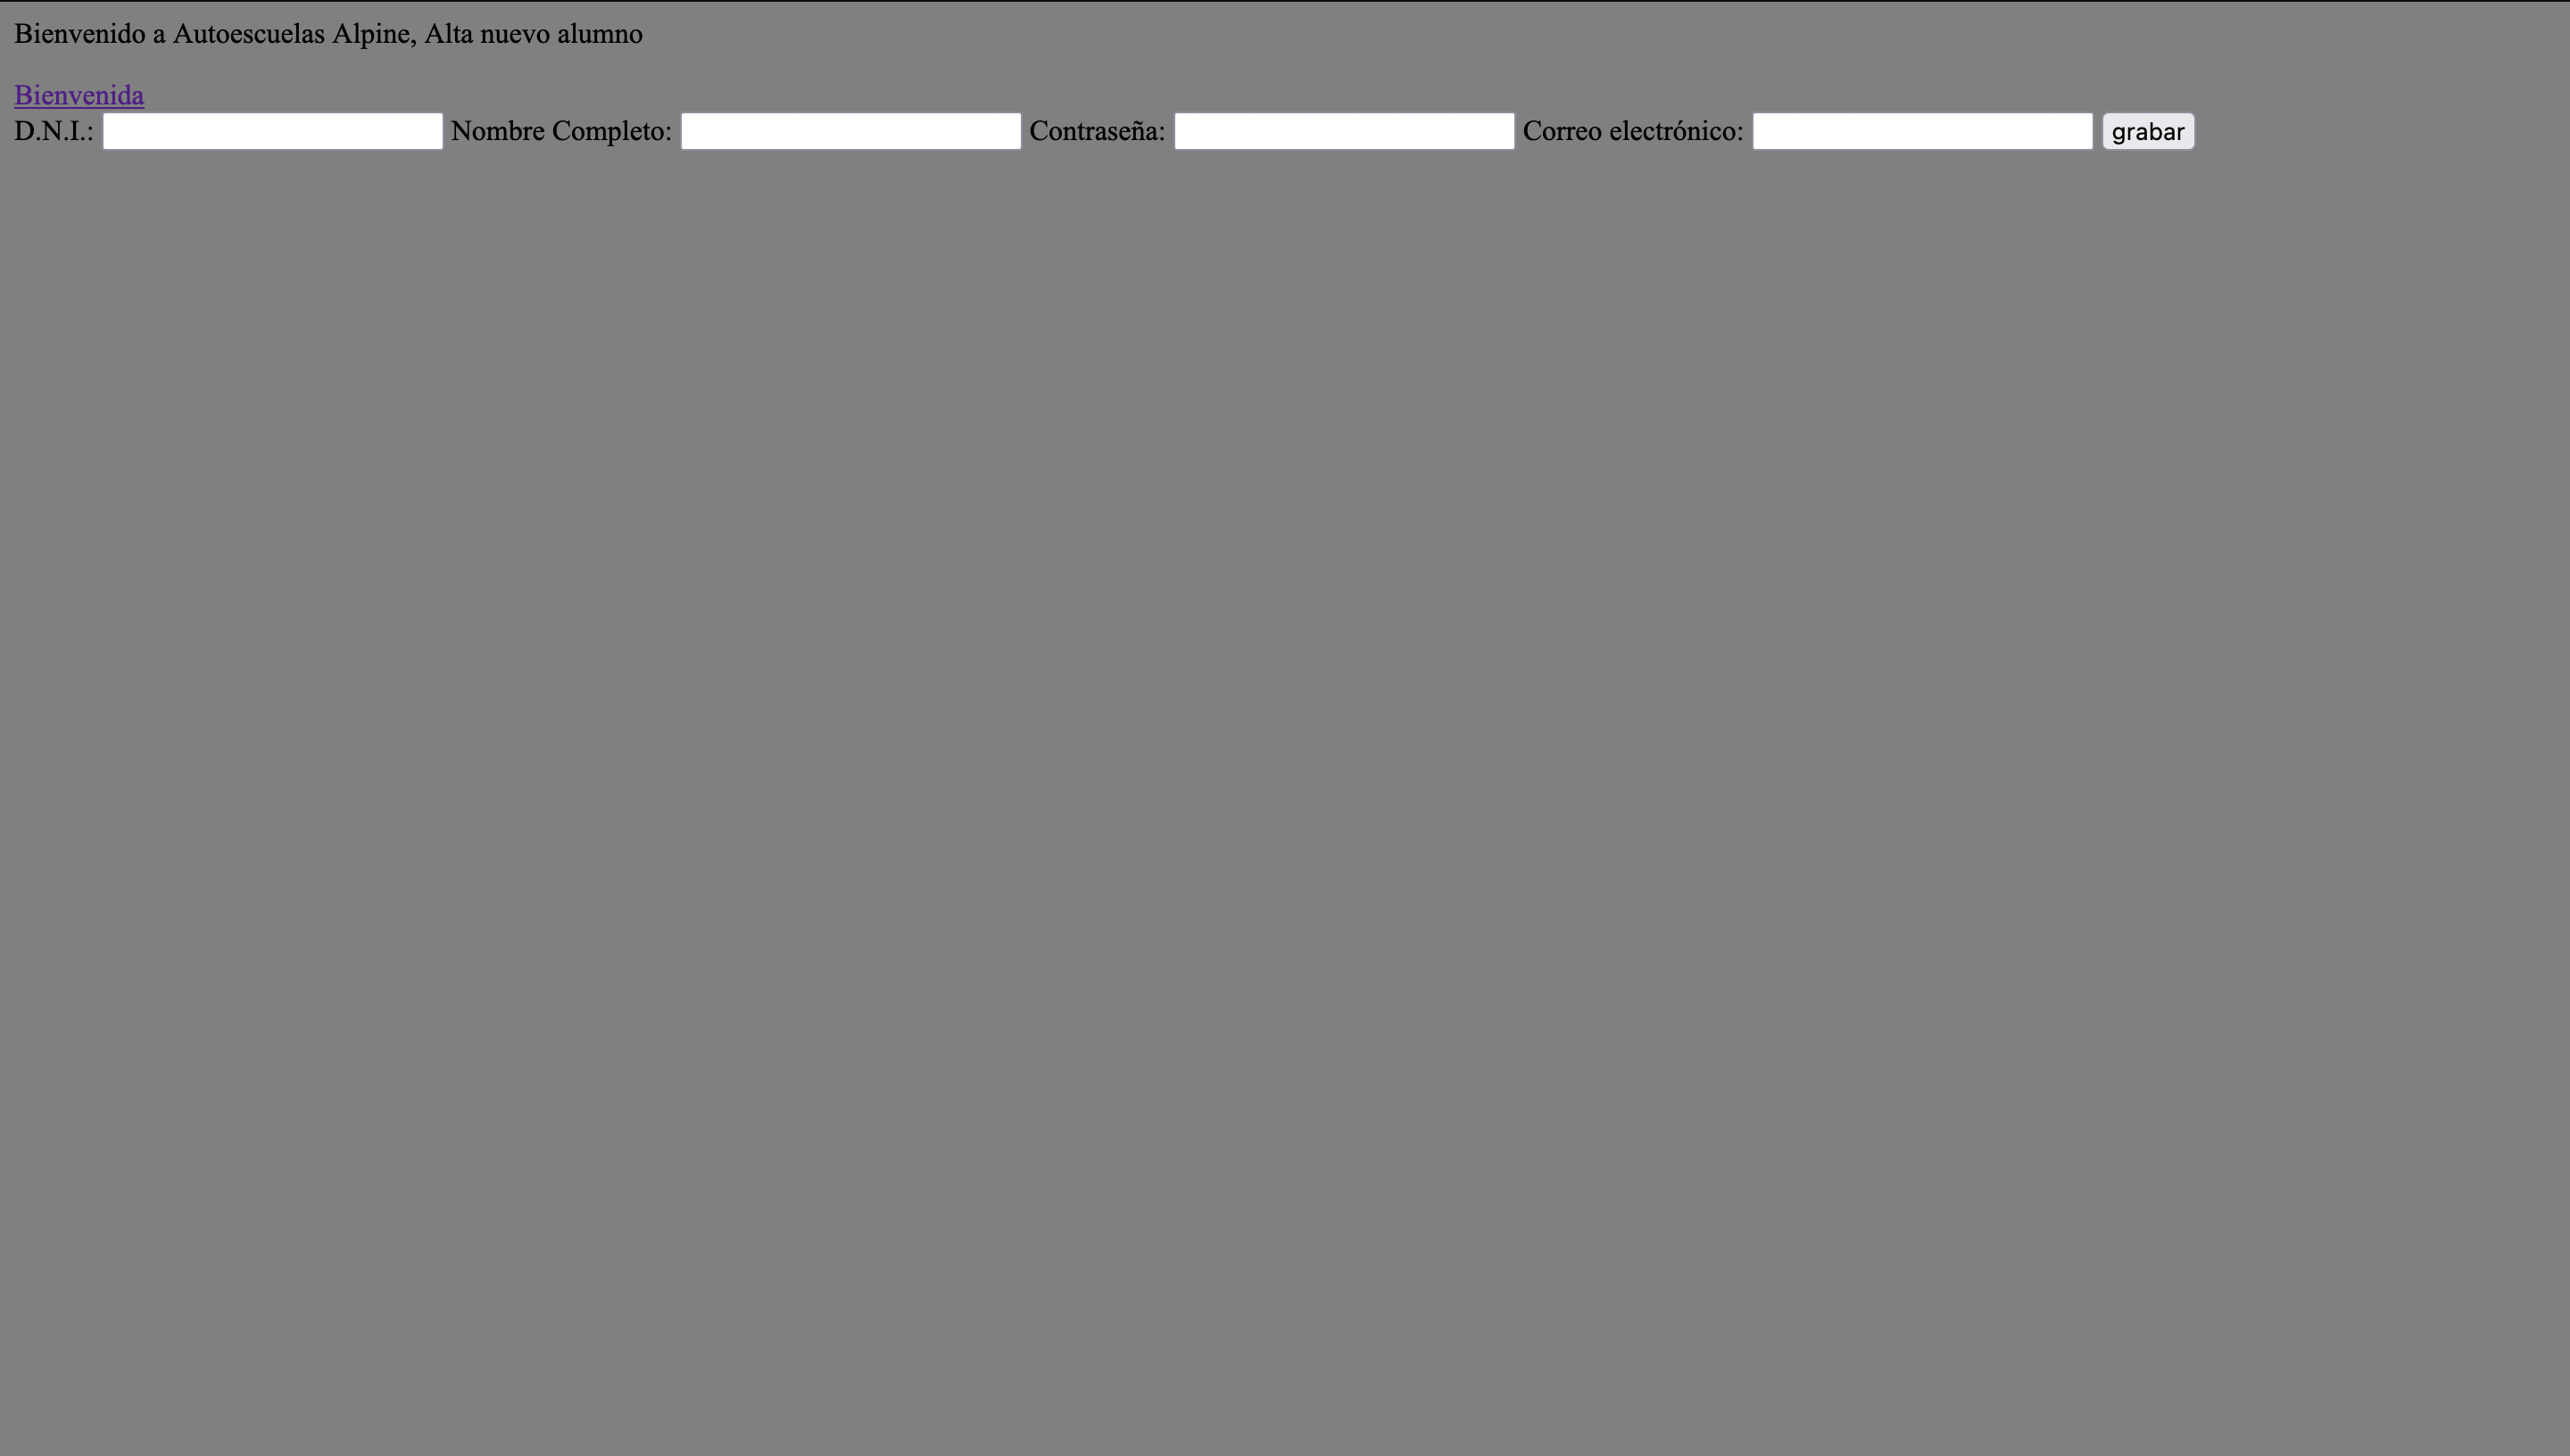 Bienvenido a Autoescuelas Alpine, Alta nuevo alumno
Bienvenida
D.N.I.: Nombre Completo: Contraseña: Correo electrónico: grabar